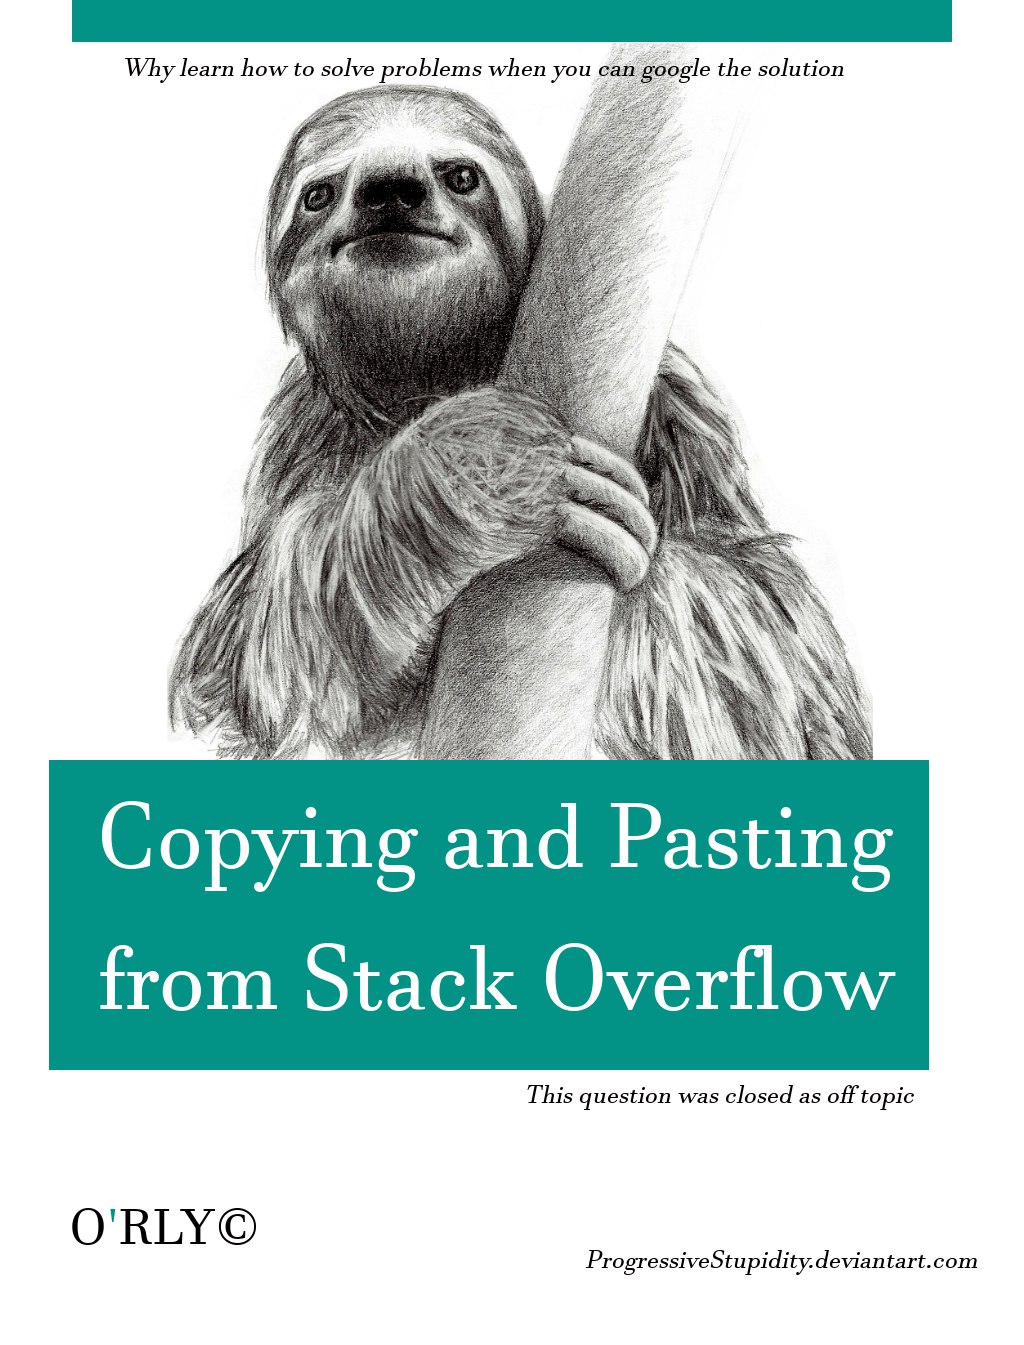 Why learn how to solve problems when you can google the solution
Copying and Pasting
from Stack Overflow
This question was closed as off topic
O'RLY©
ProgressiveStupidity.deviantart.com